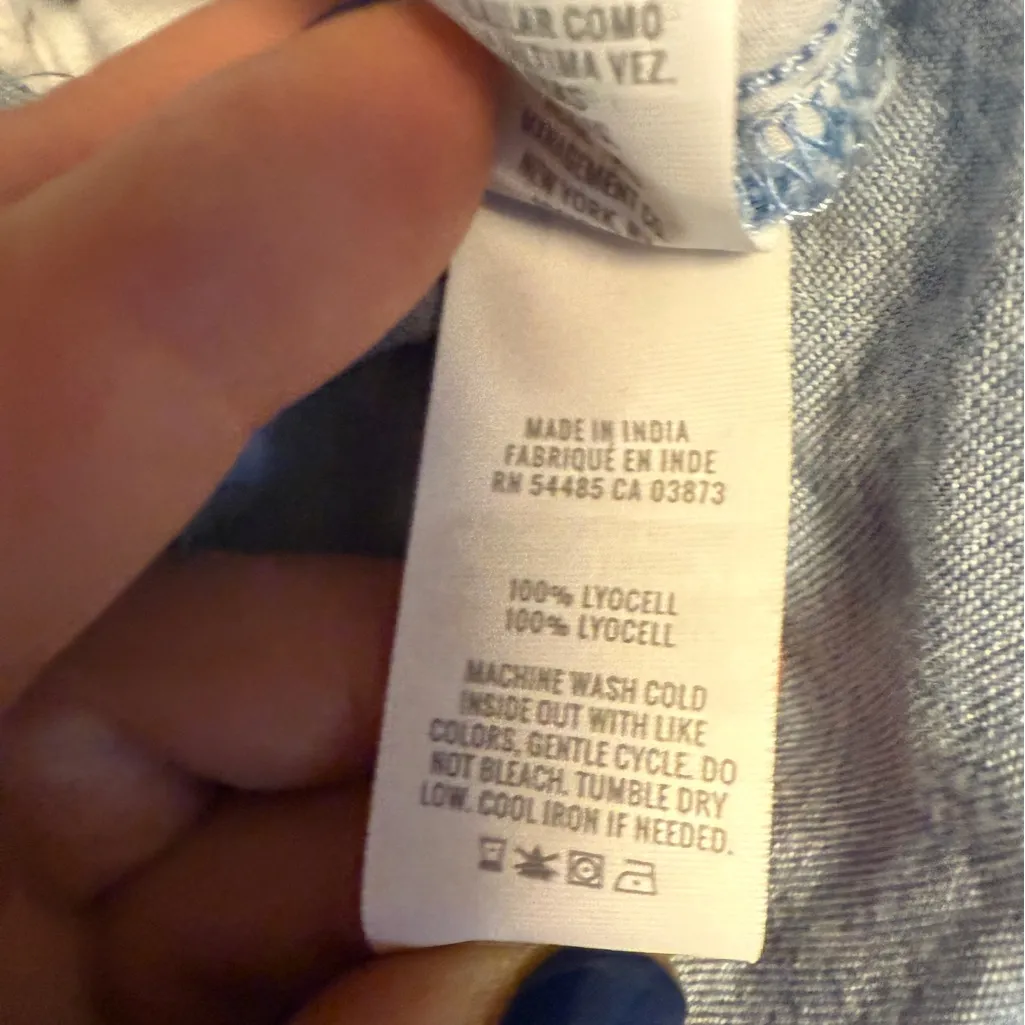 COMO
VEZ.
MANAGEMENT
NEW YORK
MADE IN INDIA
FABRIQUÉ EN INDE
RN 54485 CA 03873
100% LYOCELL
100% LYOCELL
MACHINE WASH COLD
INSIDE OUT WITH LIKE
COLORS. GENTLE CYCLE. DO
NOT BLEACH. TUMBLE DRY
LOW. COOL IRON IF NEEDED.